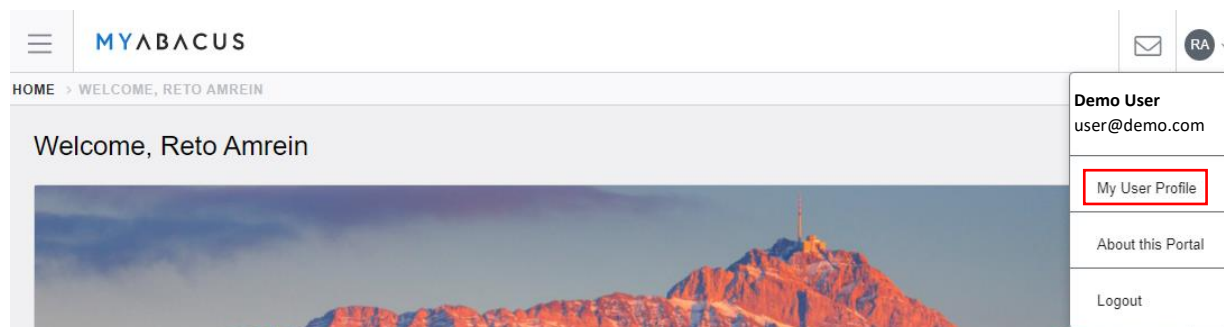 MYΛBΛCUS
RA
HOME > WELCOME, RETO AMREIN
Welcome, Reto Amrein
Demo User
user@demo.com
My User Profile
About this Portal
Logout